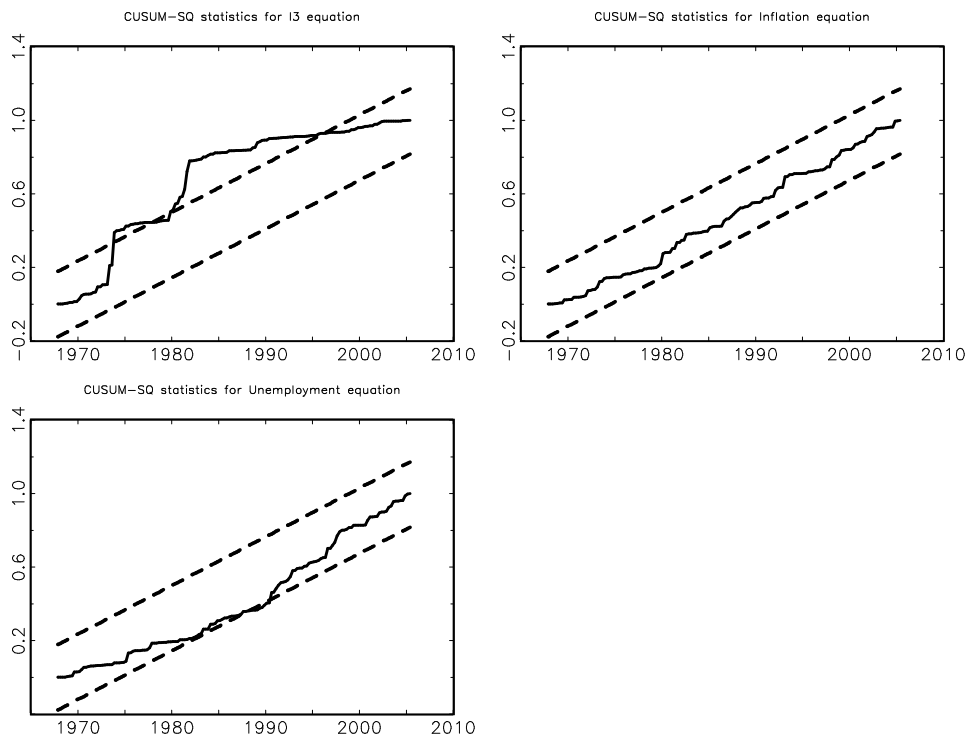 CUSUM−SQ statistics for I3 equation
1.4
1.0
0.6
0.2
−0.2
1970 1980 1990 2000 2010
CUSUM−SQ statistics for Inflation equation
1.4
1.0
0.6
0.2
−0.2
1970 1980 1990 2000 2010
CUSUM−SQ statistics for Unemployment equation
1.4
1.0
0.6
0.2
1970 1980 1990 2000 2010